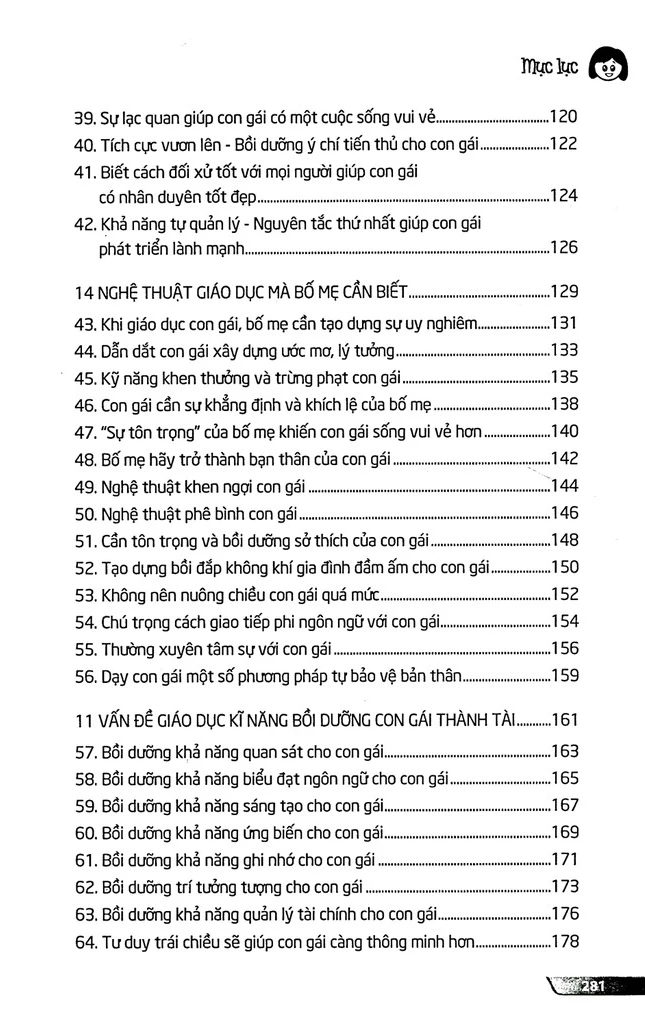 Mục lục
39. Sự lạc quan giúp con gái có một cuộc sống vui vẻ..................................120
40. Tích cực vươn lên - Bồi dưỡng ý chí tiến thủ cho con gái.....................122
41. Biết cách đối xử tốt với mọi người giúp con gái
có nhân duyên tốt đẹp.......................................................................................124
42. Khả năng tự quản lý - Nguyên tắc thứ nhất giúp con gái
phát triển lành mạnh...........................................................................................126
14 NGHỆ THUẬT GIÁO DỤC MÀ BỐ MẸ CẦN BIẾT..........................................129
43. Khi giáo dục con gái, bố mẹ cần tạo dựng sự uy nghiêm.....................131
44. Dẫn dắt con gái xây dựng ước mơ, lý tưởng..............................................133
45. Kỹ năng khen thưởng và trừng phạt con gái............................................135
46. Con gái cần sự khẳng định và khích lệ của bố mẹ...................................138
47. “Sự tôn trọng” của bố mẹ khiến con gái sống vui vẻ hơn....................140
48. Bố mẹ hãy trở thành bạn thân của con gái...............................................142
49. Nghệ thuật khen ngợi con gái........................................................................144
50. Nghệ thuật phê bình con gái..........................................................................146
51. Cần tôn trọng và bồi dưỡng sở thích của con gái....................................148
52. Tạo dựng bồi đắp không khí gia đình đầm ấm cho con gái..................150
53. Không nên nuông chiều con gái quá mức..................................................152
54. Chú trọng cách giao tiếp phi ngôn ngữ với con gái.................................154
55. Thường xuyên tâm sự với con gái.................................................................156
56. Dạy con gái một số phương pháp tự bảo vệ bản thân..........................159
11 VẤN ĐỀ GIÁO DỤC KĨ NĂNG BỒI DƯỠNG CON GÁI THÀNH TÀI..........161
57. Bồi dưỡng khả năng quan sát cho con gái.................................................163
58. Bồi dưỡng khả năng biểu đạt ngôn ngữ cho con gái..............................165
59. Bồi dưỡng khả năng sáng tạo cho con gái..................................................167
60. Bồi dưỡng khả năng ứng biến cho con gái..................................................169
61. Bồi dưỡng khả năng ghi nhớ cho con gái....................................................171
62. Bồi dưỡng trí tưởng tượng cho con gái.......................................................173
63. Bồi dưỡng khả năng quản lý tài chính cho con gái..................................176
64. Tư duy trái chiều sẽ giúp con gái càng thông minh hơn.......................178
281